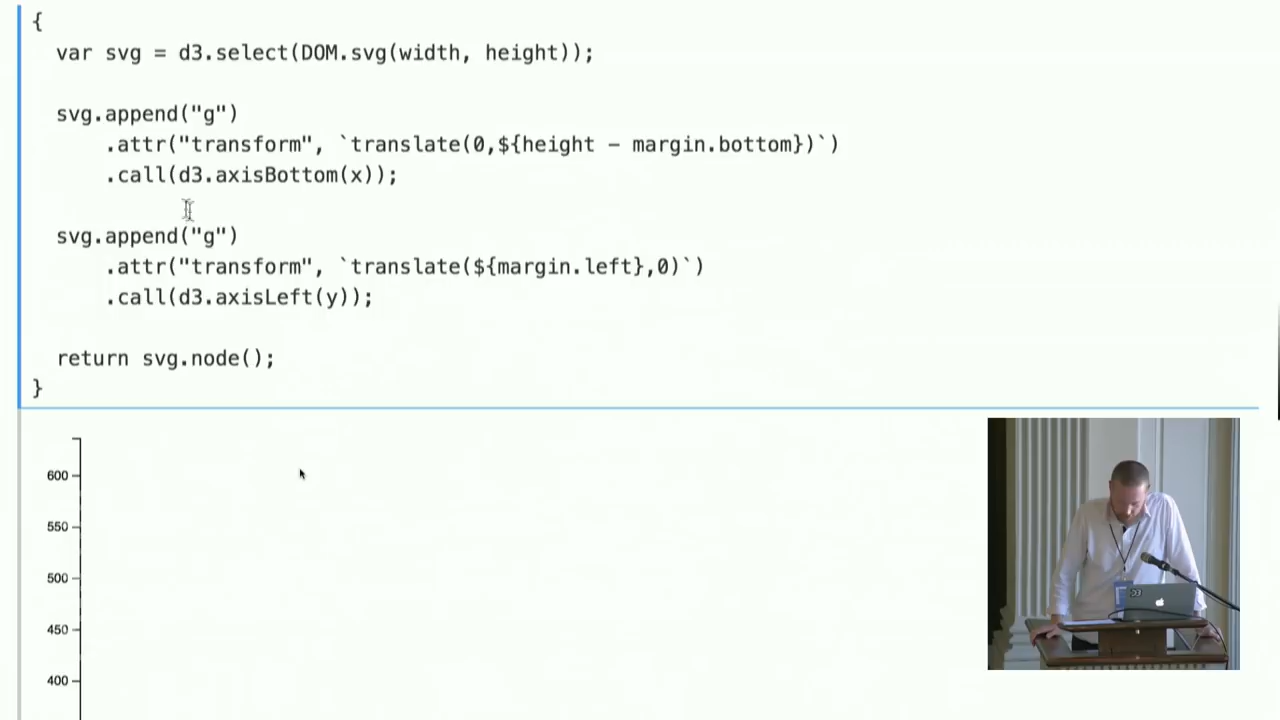 {
var svg = d3.select(DOM.svg(width, height));
svg.append("g")
.attr("transform", `translate(0,${height - margin.bottom})`)
.call(d3.axisBottom(x));
svg.append("g")
.attr("transform", `translate(${margin.left},0)`)
.call(d3.axisLeft(y));
return svg.node();
}
600
550
500
450
400